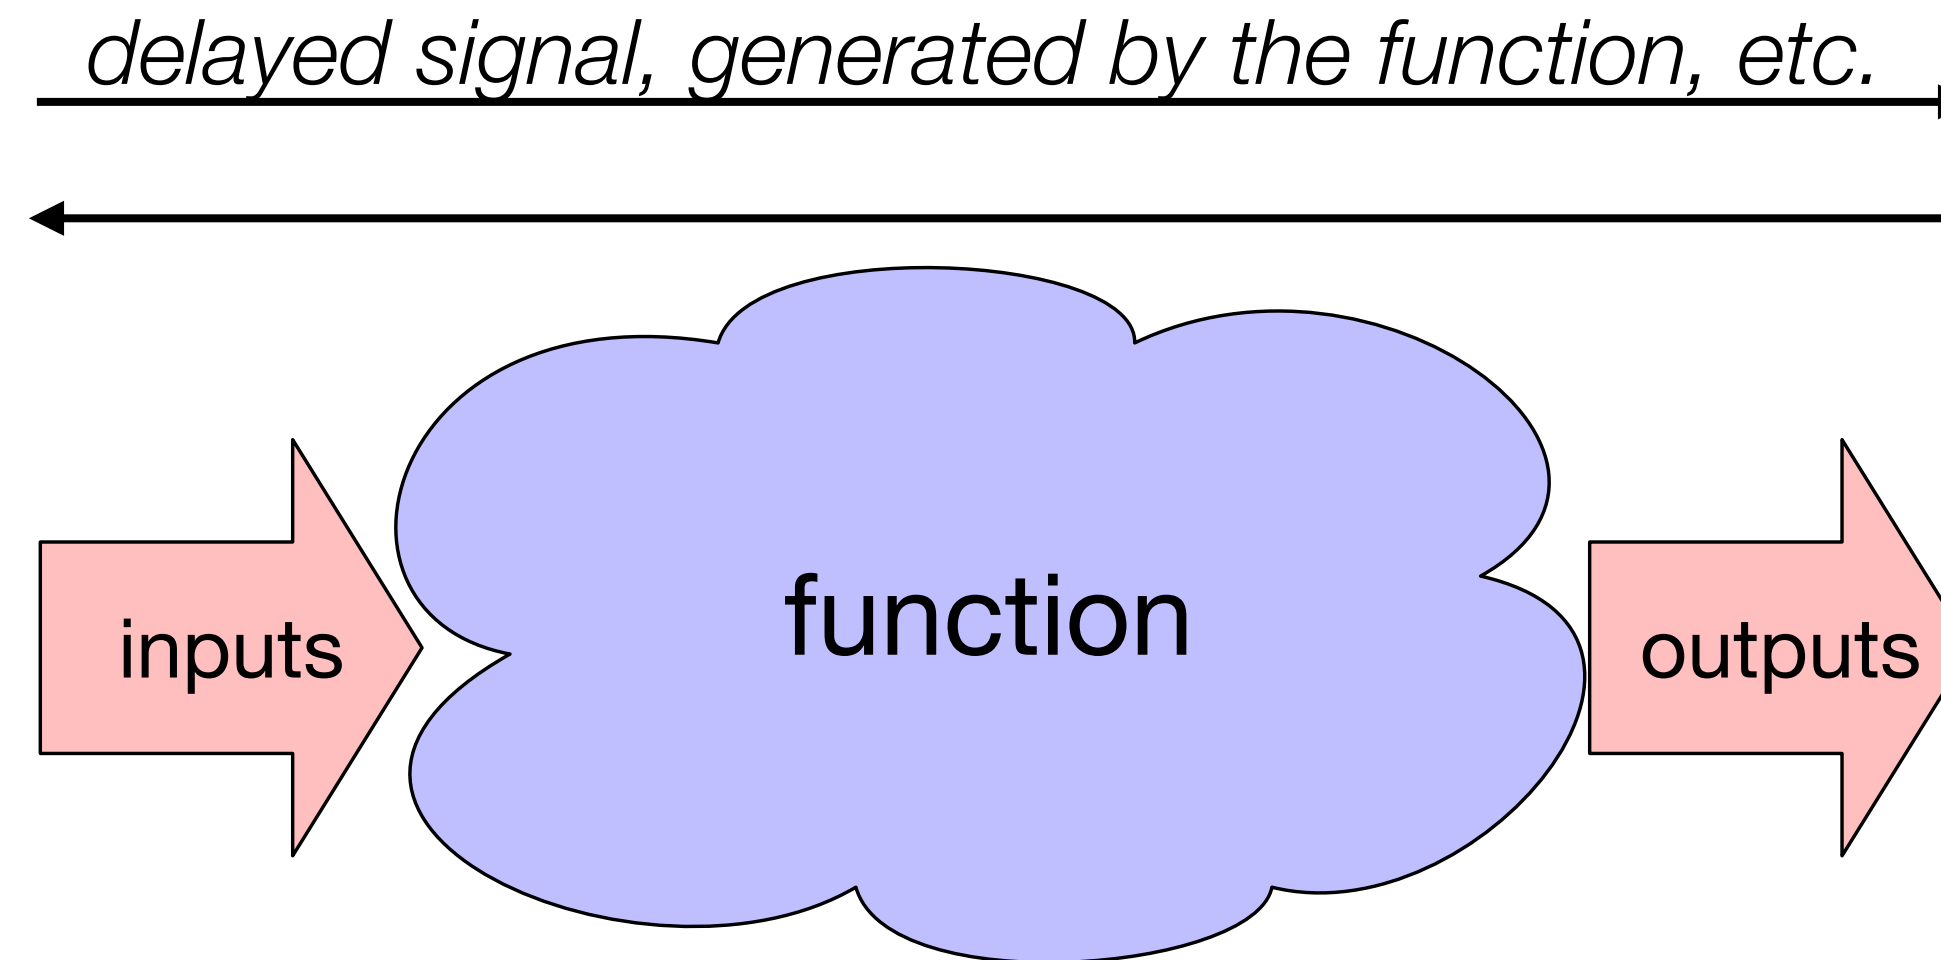 delayed signal, generated by the function, etc.
function
inputs
outputs